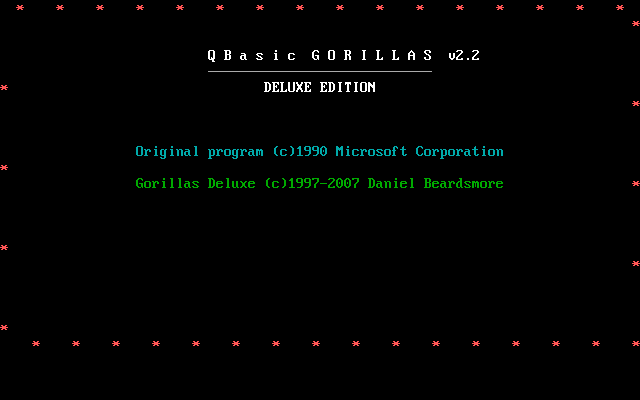 * * * * * * * * * * * * * * * *
*
Q B a s i c  G O R I L L A S  v2.2
DELUXE EDITION
*
*
Original program (c)1990 Microsoft Corporation
*
Gorillas Deluxe (c)1997-2007 Daniel Beardsmore
*
*
*
*
*
* * * * * * * * * * * * * * * *